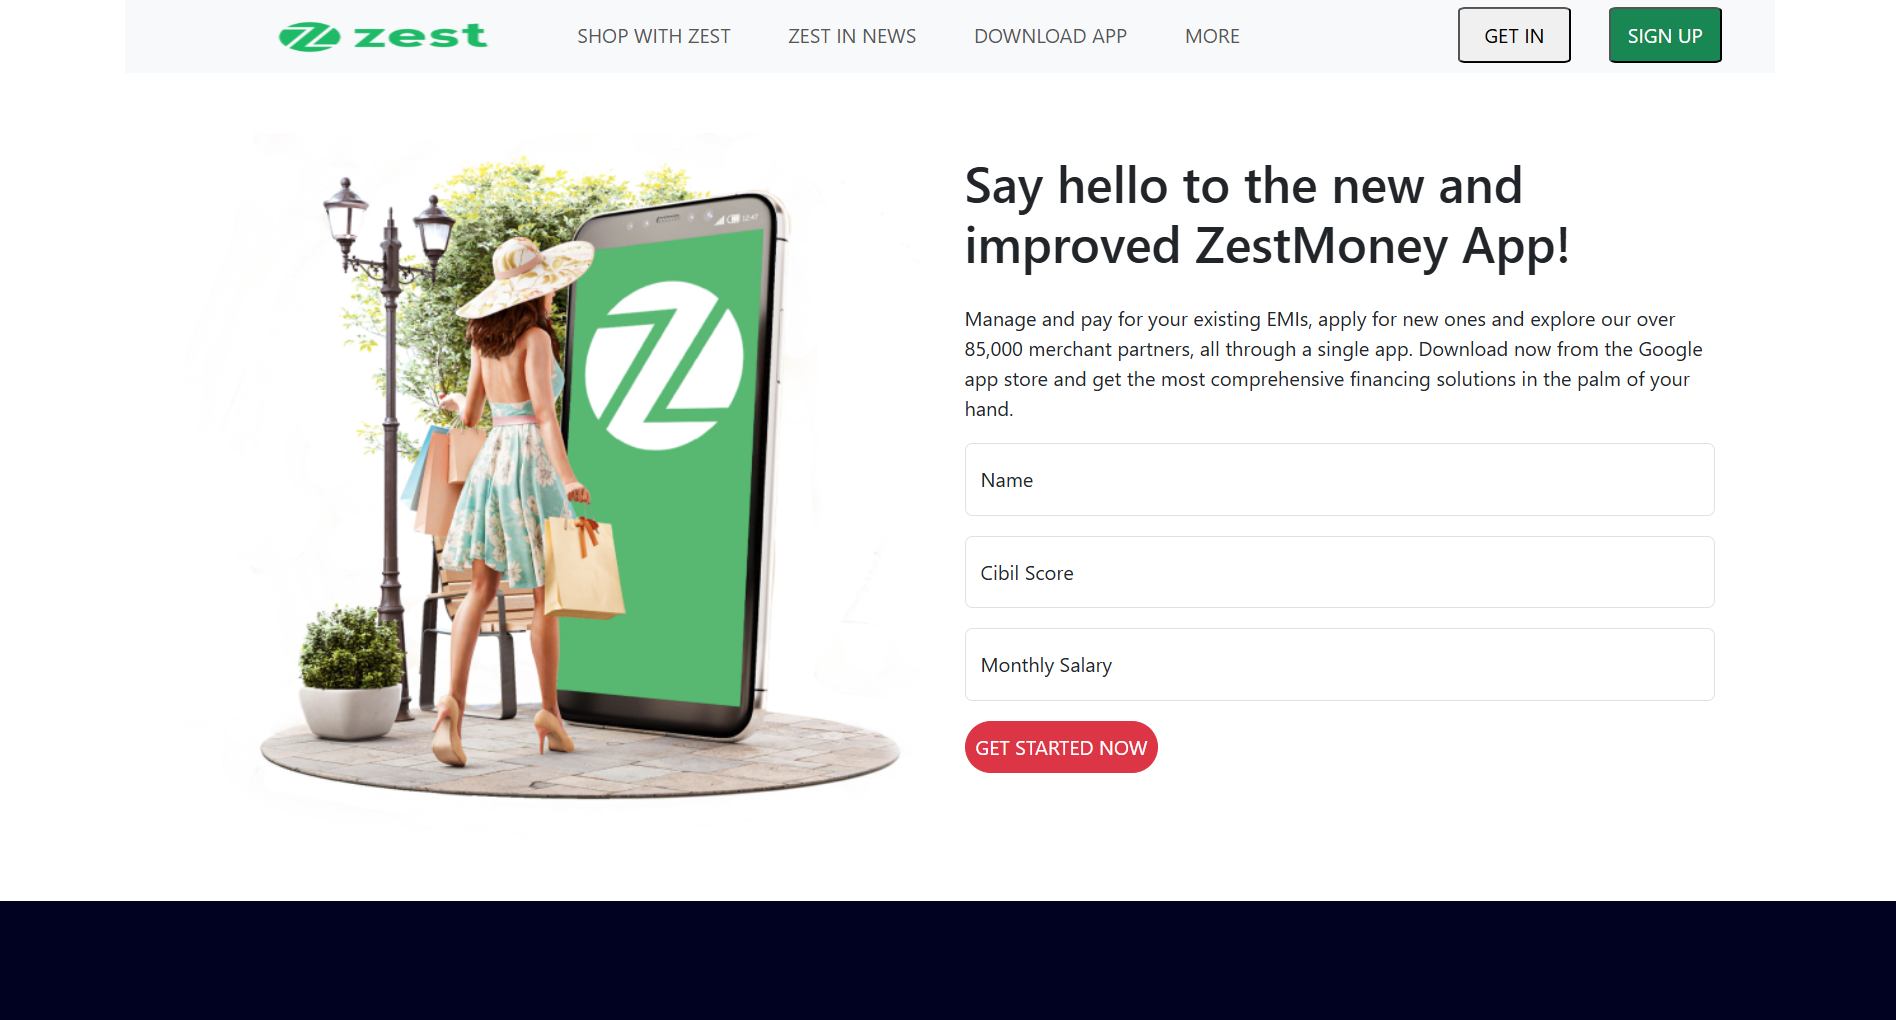 zest
SHOP WITH ZEST
ZEST IN NEWS
DOWNLOAD APP
MORE
GET IN
SIGN UP
12:47
Say hello to the new and
improved ZestMoney App!
Manage and pay for your existing EMIs, apply for new ones and explore our over
85,000 merchant partners, all through a single app. Download now from the Google
app store and get the most comprehensive financing solutions in the palm of your
hand.
Name
Cibil Score
Monthly Salary
GET STARTED NOW